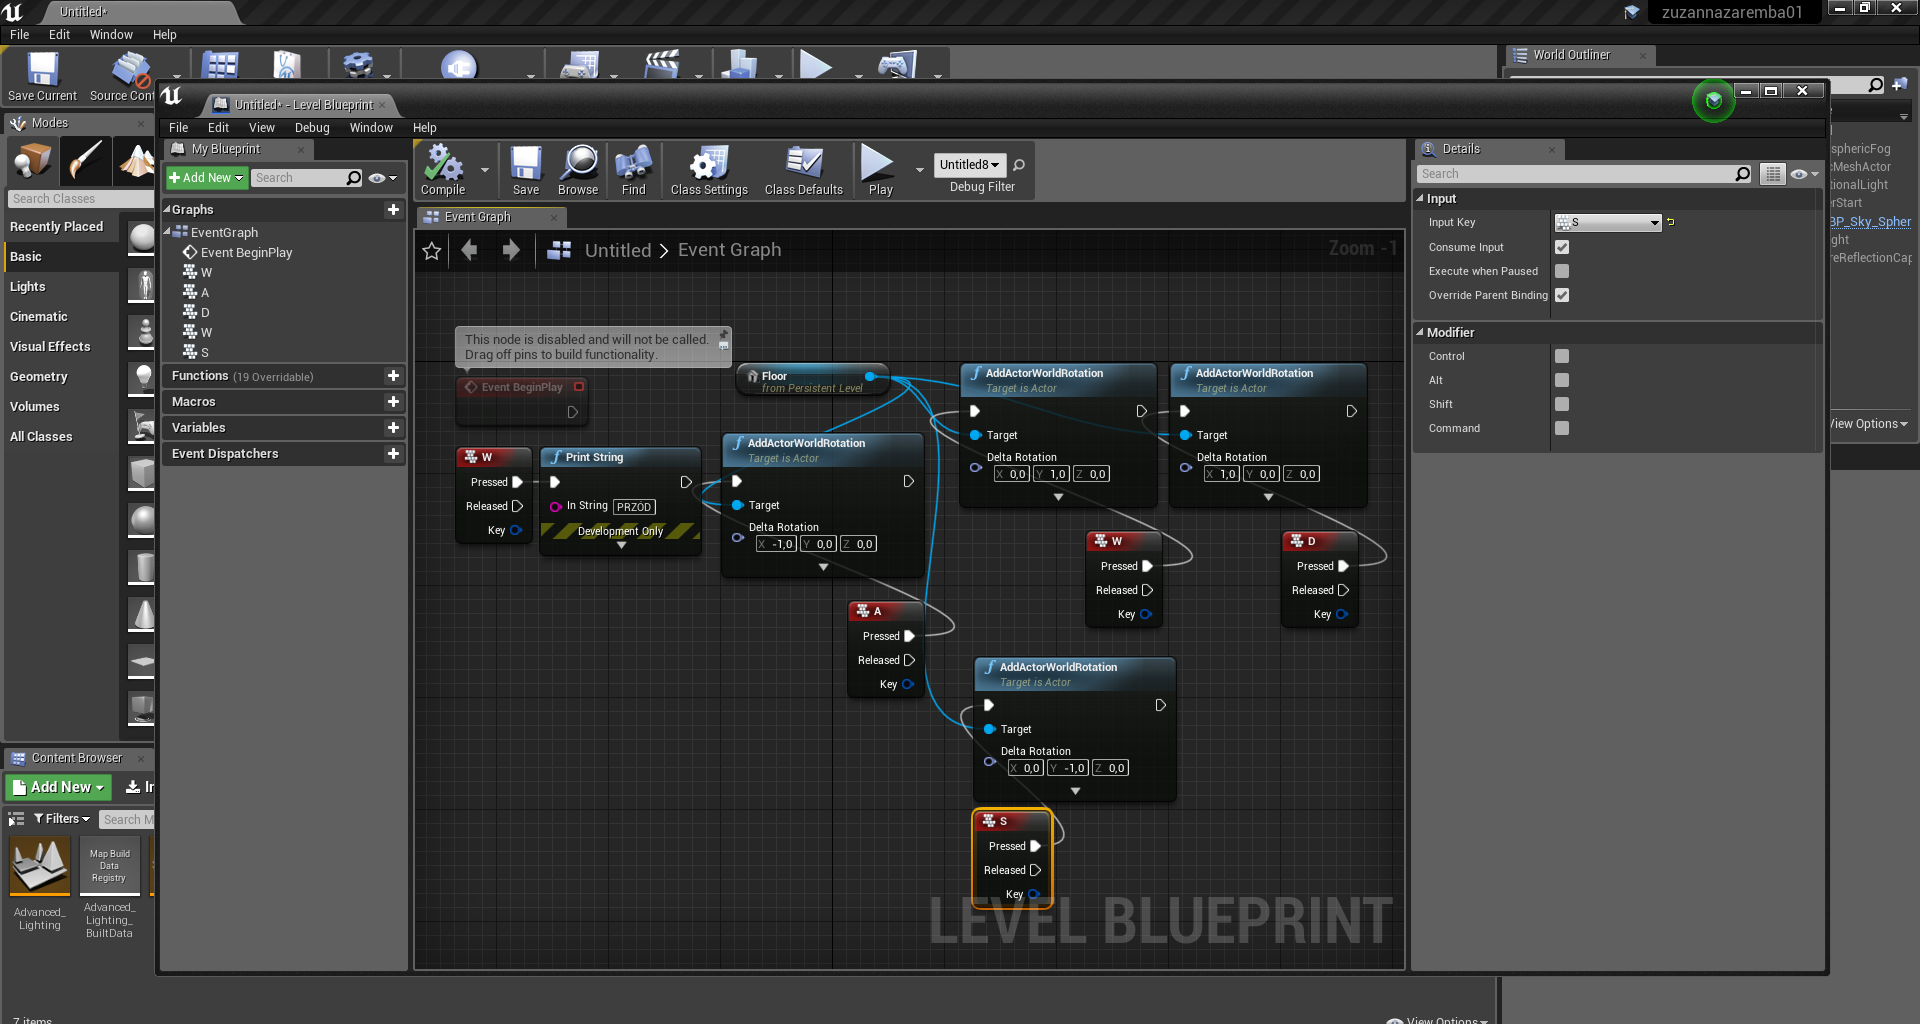 Untitled*
zuzannazaremba01
File Edit Window Help
World Outliner
Save Current
Source Con
Modes
Search Classes
Recently Placed
Basic
Lights
Cinematic
Visual Effects
Geometry
Volumes
All Classes
Content Browser
Add New
Filters
Search M
Advanced_
Lighting
Map Build
Data
Registry
Advanced_
Lighting_
BuiltData
7 items
Untitled* - Level Blueprint
File Edit View Debug Window Help
My Blueprint
Add New
Search
Graphs
EventGraph
Event BeginPlay
W
A
D
W
S
Functions (19 Overridable)
Macros
Variables
Event Dispatchers
Compile
Save
Browse
Find
Class Settings
Class Defaults
Play
Untitled8
Debug Filter
Event Graph
Untitled > Event Graph
Zoom -1
This node is disabled and will not be called.
Drag off pins to build functionality.
Event BeginPlay
Floor
from Persistent Level
W
Pressed
Released
Key
Print String
In String PRZÓD
Development Only
AddActorWorldRotation
Target is Actor
Target
Delta Rotation
X -1,0 Y 0,0 Z 0,0
AddActorWorldRotation
Target is Actor
Target
Delta Rotation
X 0,0 Y 1,0 Z 0,0
AddActorWorldRotation
Target is Actor
Target
Delta Rotation
X 1,0 Y 0,0 Z 0,0
W
Pressed
Released
Key
D
Pressed
Released
Key
A
Pressed
Released
Key
AddActorWorldRotation
Target is Actor
Target
Delta Rotation
X 0,0 Y -1,0 Z 0,0
S
Pressed
Released
Key
LEVEL BLUEPRINT
Details
Search
Input
Input Key S
Consume Input
Execute when Paused
Override Parent Binding
Modifier
Control
Alt
Shift
Command
sphericFog
cMeshActor
tionalLight
erStart
BP_Sky_Spher
ght
reReflectionCap
View Options
View Options